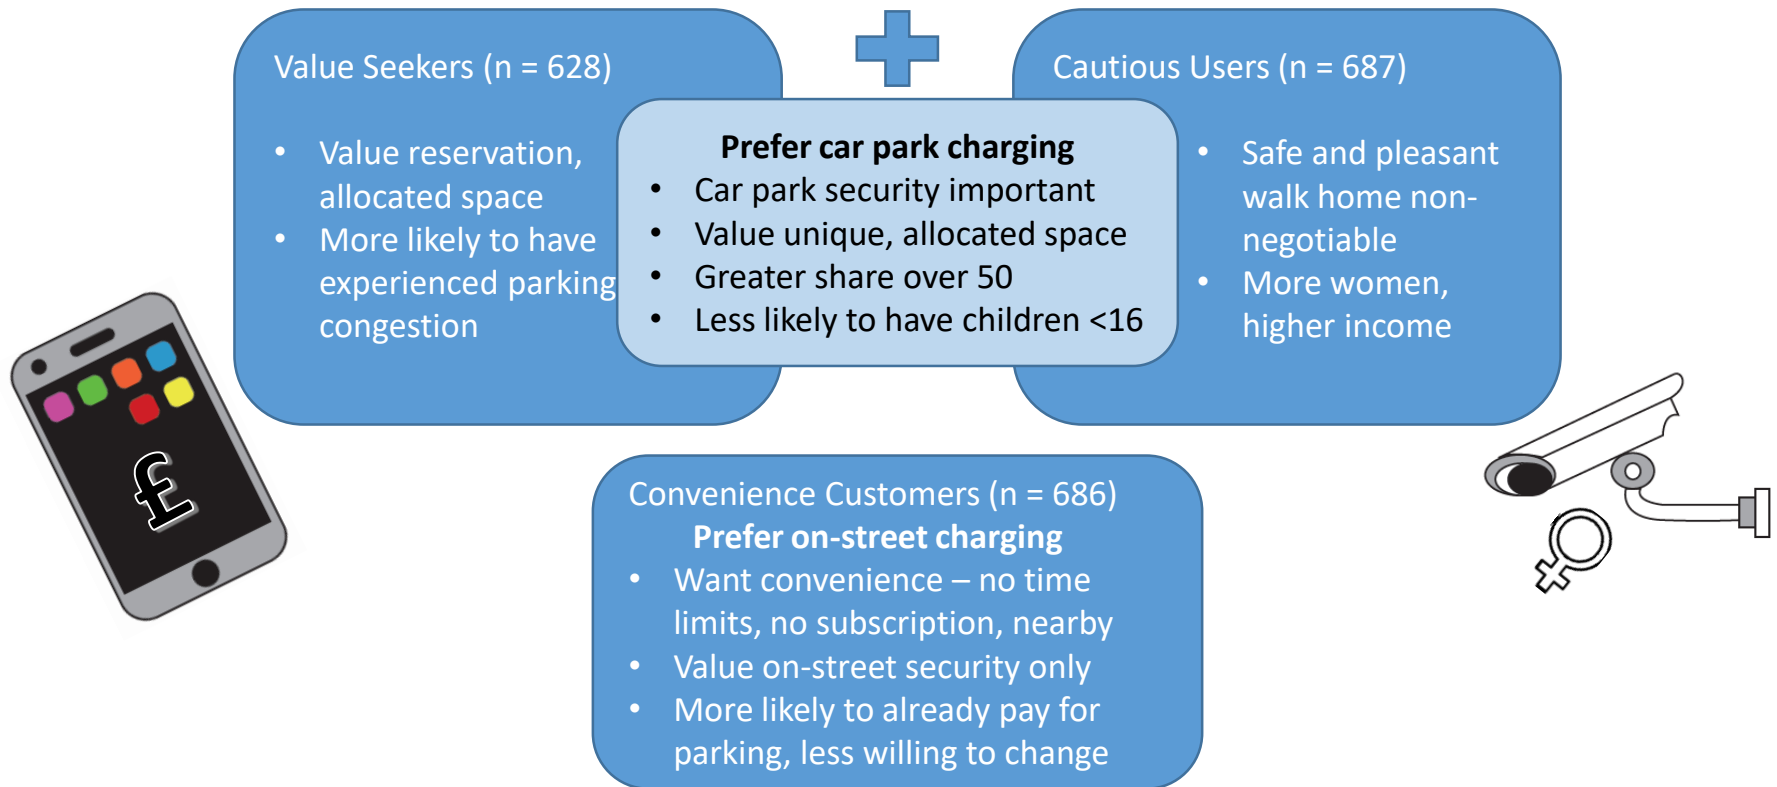 Value Seekers (n = 628)
• Value reservation,
allocated space
• More likely to have
experienced parking
congestion
Prefer car park charging
• Car park security important
• Value unique, allocated space
• Greater share over 50
• Less likely to have children <16
Cautious Users (n = 687)
• Safe and pleasant
walk home non-
negotiable
• More women,
higher income
£
Convenience Customers (n = 686)
Prefer on-street charging
• Want convenience – no time
limits, no subscription, nearby
• Value on-street security only
• More likely to already pay for
parking, less willing to change